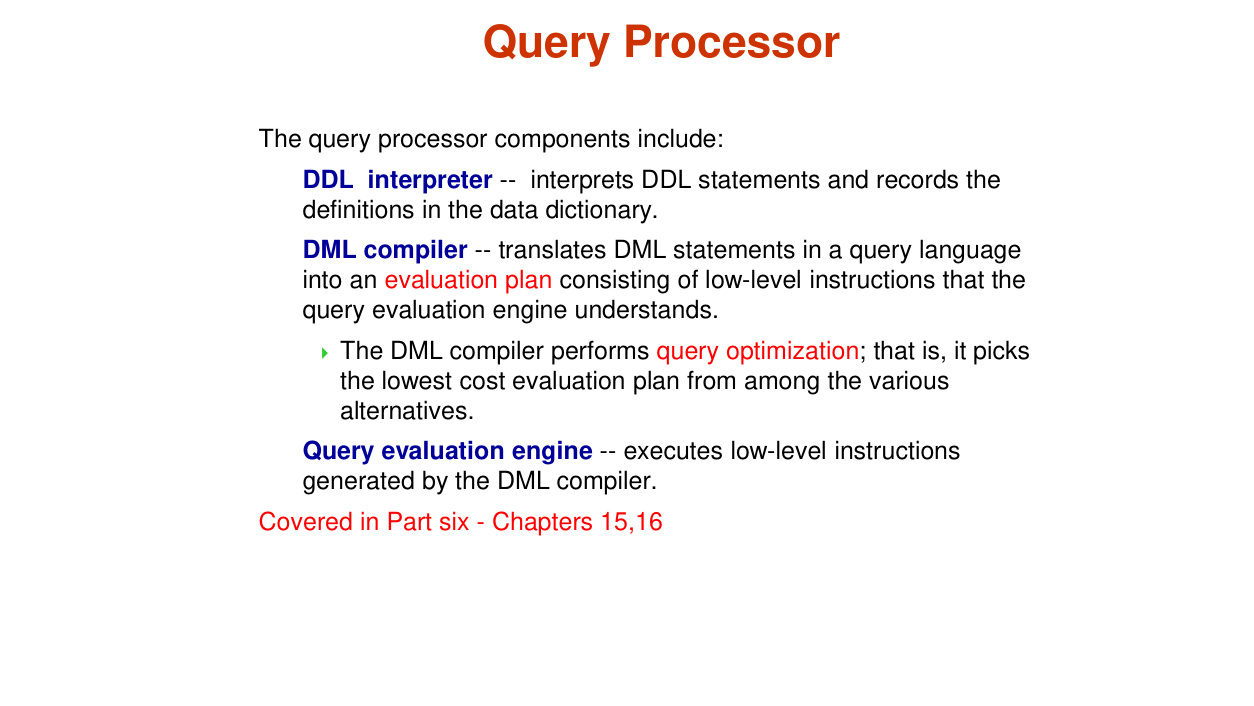 Query Processor
The query processor components include:
DDL  interpreter --  interprets DDL statements and records the
definitions in the data dictionary.
DML compiler -- translates DML statements in a query language
into an evaluation plan consisting of low-level instructions that the
query evaluation engine understands.
The DML compiler performs query optimization; that is, it picks
the lowest cost evaluation plan from among the various
alternatives.
Query evaluation engine -- executes low-level instructions
generated by the DML compiler.
Covered in Part six - Chapters 15,16